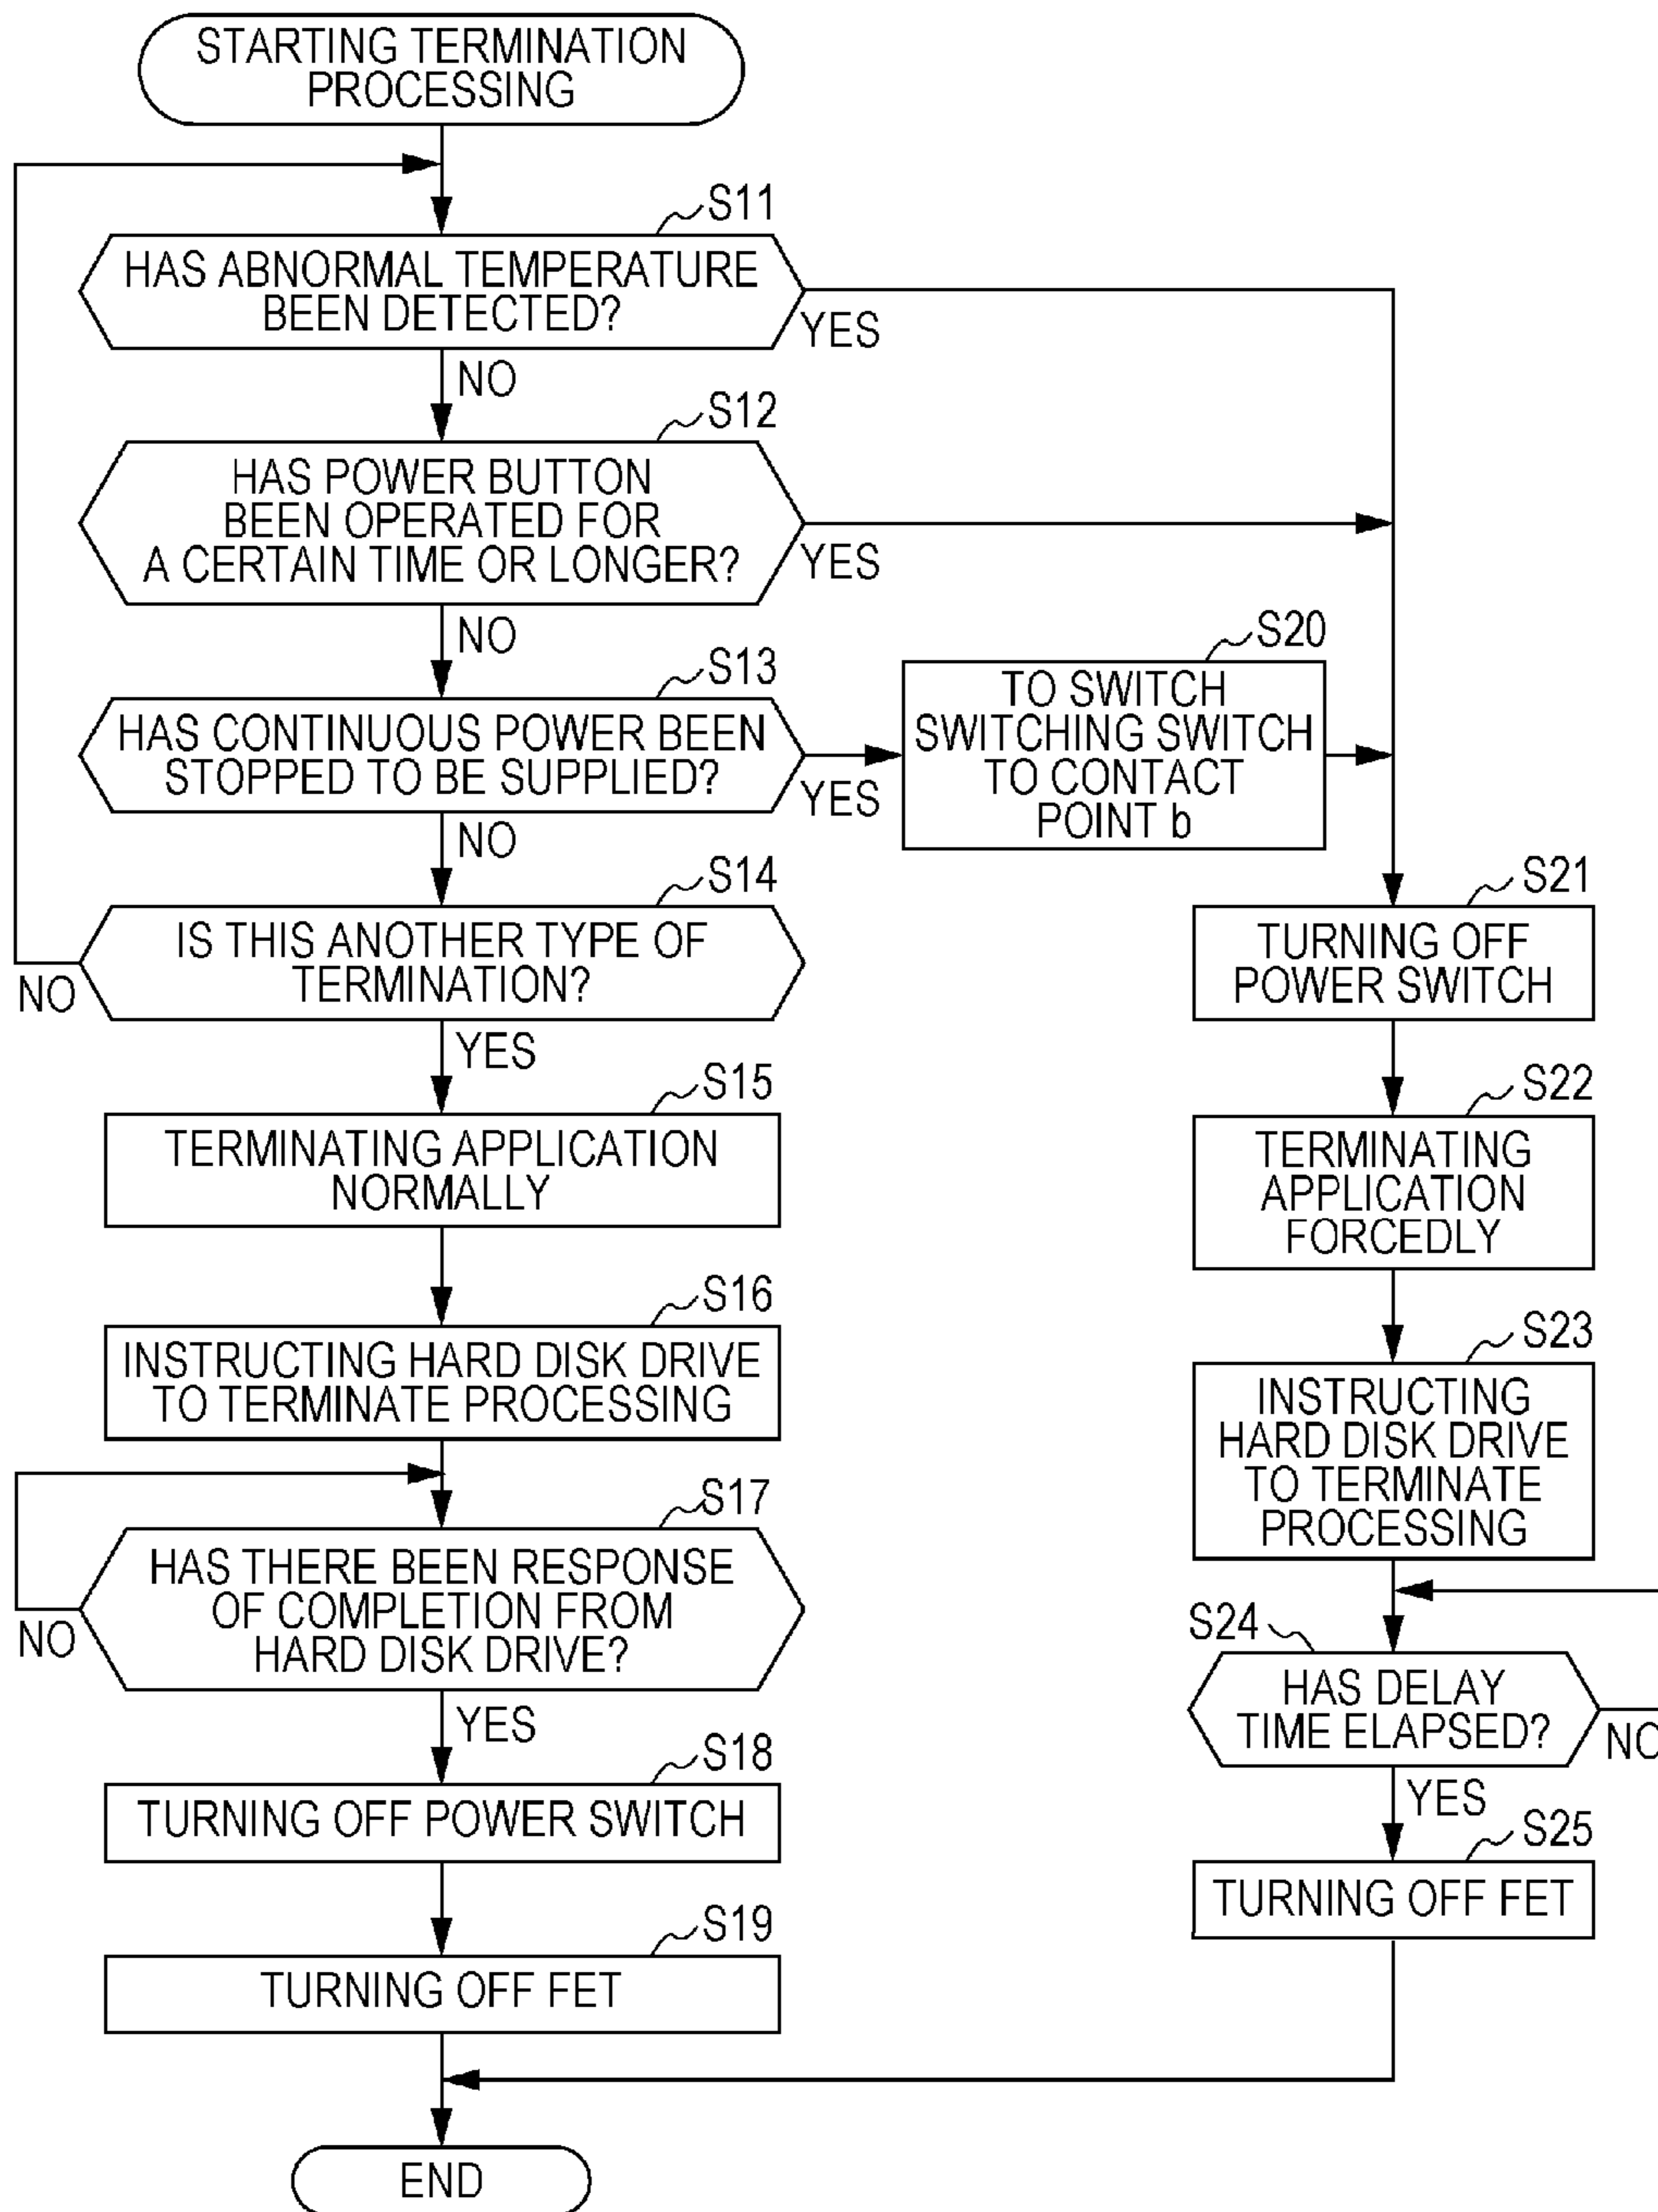 STARTING TERMINATION
PROCESSING
S11
HAS ABNORMAL TEMPERATURE
BEEN DETECTED?
YES
NO
S12
HAS POWER BUTTON
BEEN OPERATED FOR
A CERTAIN TIME OR LONGER?
YES
NO
S13
HAS CONTINUOUS POWER BEEN
STOPPED TO BE SUPPLIED?
YES
NO
S20
TO SWITCH
SWITCHING SWITCH
TO CONTACT
POINT b
S14
IS THIS ANOTHER TYPE OF
TERMINATION?
NO
YES
S15
TERMINATING APPLICATION
NORMALLY
S16
INSTRUCTING HARD DISK DRIVE
TO TERMINATE PROCESSING
S17
HAS THERE BEEN RESPONSE
OF COMPLETION FROM
HARD DISK DRIVE?
NO
YES
S18
TURNING OFF POWER SWITCH
S19
TURNING OFF FET
S21
TURNING OFF
POWER SWITCH
S22
TERMINATING
APPLICATION
FORCEDLY
S23
INSTRUCTING
HARD DISK DRIVE
TO TERMINATE
PROCESSING
S24
HAS DELAY
TIME ELAPSED?
NO
YES
S25
TURNING OFF FET
END